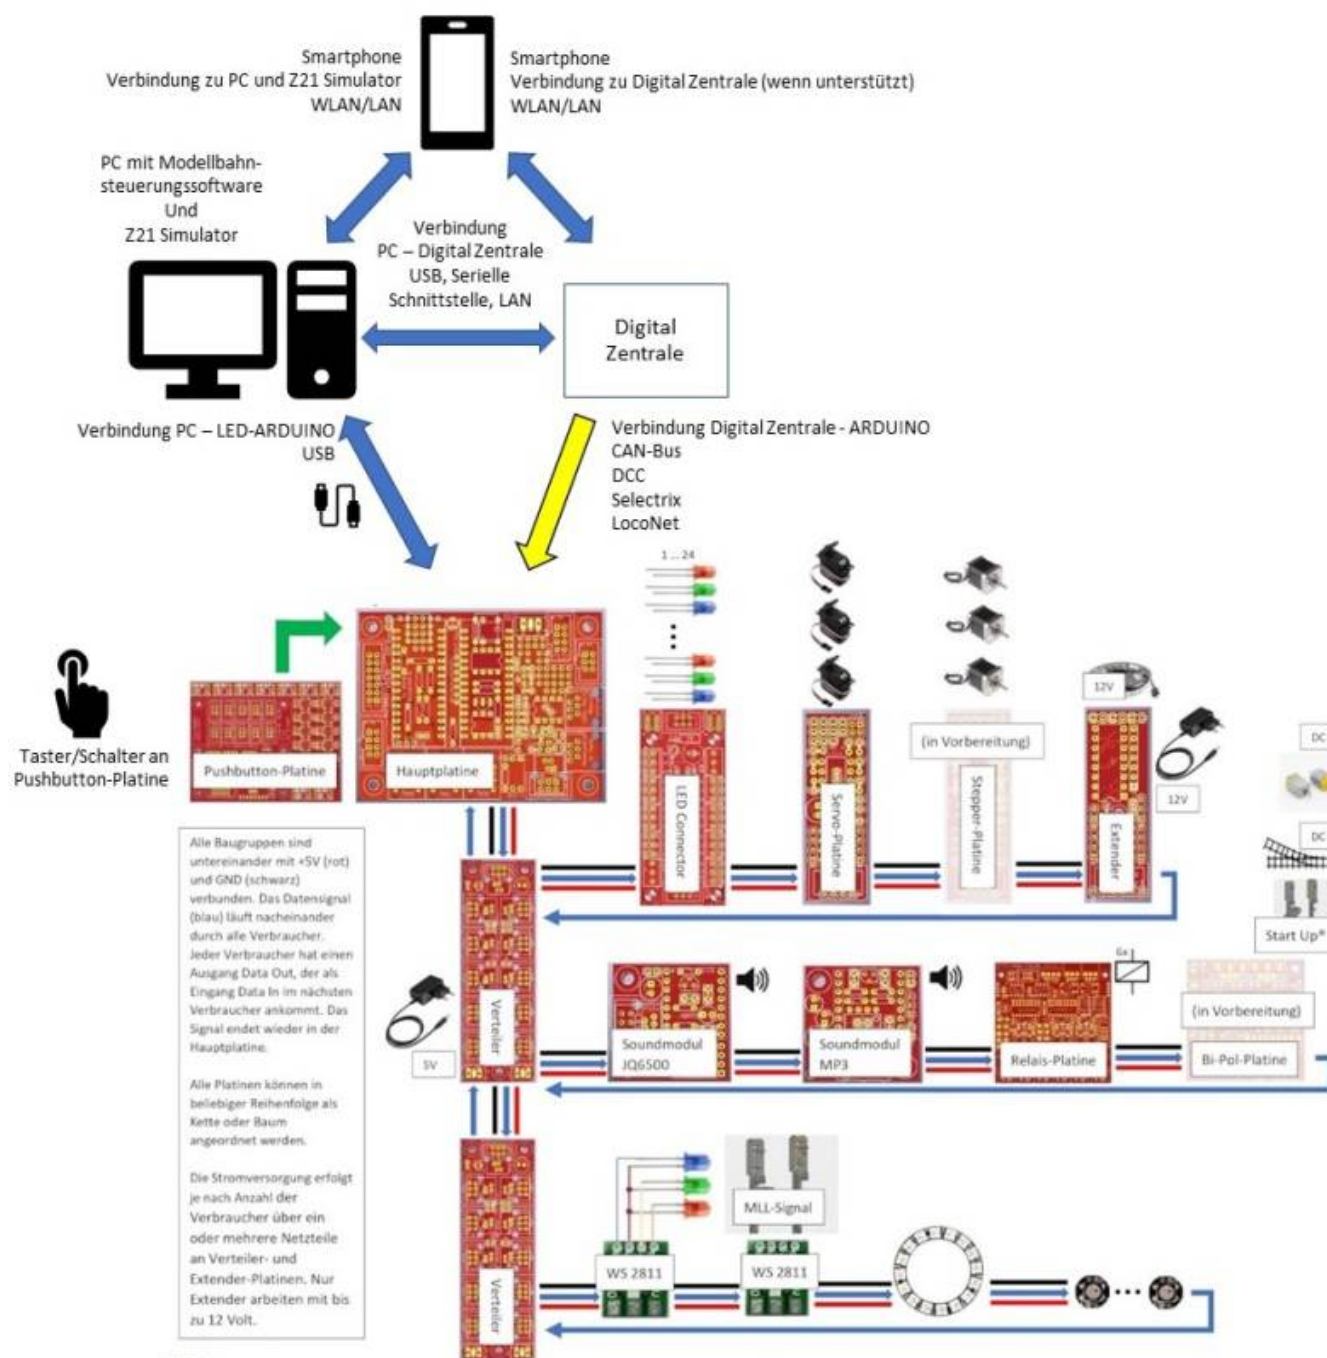 Smartphone
Verbindung zu PC und Z21 Simulator
WLAN/LAN
Smartphone
Verbindung zu Digital Zentrale (wenn unterstützt)
WLAN/LAN
PC mit Modellbahn-
steuerungssoftware
Und
Z21 Simulator
Verbindung
PC – Digital Zentrale
USB, Serielle
Schnittstelle, LAN
Digital
Zentrale
Verbindung PC – LED-ARDUINO
USB
Verbindung Digital Zentrale - ARDUINO
CAN-Bus
DCC
Selectrix
LocoNet
1 ... 24
Taster/Schalter an
Pushbutton-Platine
Pushbutton-Platine
Hauptplatine
LED Connector
Servo-Platine
(in Vorbereitung)
Stepper-Platine
12V
Extender
12V
DC
DC
Start Up®
Alle Baugruppen sind
untereinander mit +5V (rot)
und GND (schwarz)
verbunden. Das Datensignal
(blau) läuft nacheinander
durch alle Verbraucher.
Jeder Verbraucher hat einen
Ausgang Data Out, der als
Eingang Data In im nächsten
Verbraucher ankommt. Das
Signal endet wieder in der
Hauptplatine.
Alle Platinen können in
beliebiger Reihenfolge als
Kette oder Baum
angeordnet werden.
Die Stromversorgung erfolgt
je nach Anzahl der
Verbraucher über ein
oder mehrere Netzteile
an Verteiler- und
Extender-Platinen. Nur
Extender arbeiten mit bis
zu 12 Volt.
5V
Verteiler
Soundmodul
JQ6500
Soundmodul
MP3
6x
Relais-Platine
(in Vorbereitung)
Bi-Pol-Platine
Verteiler
WS 2811
MLL-Signal
WS 2811